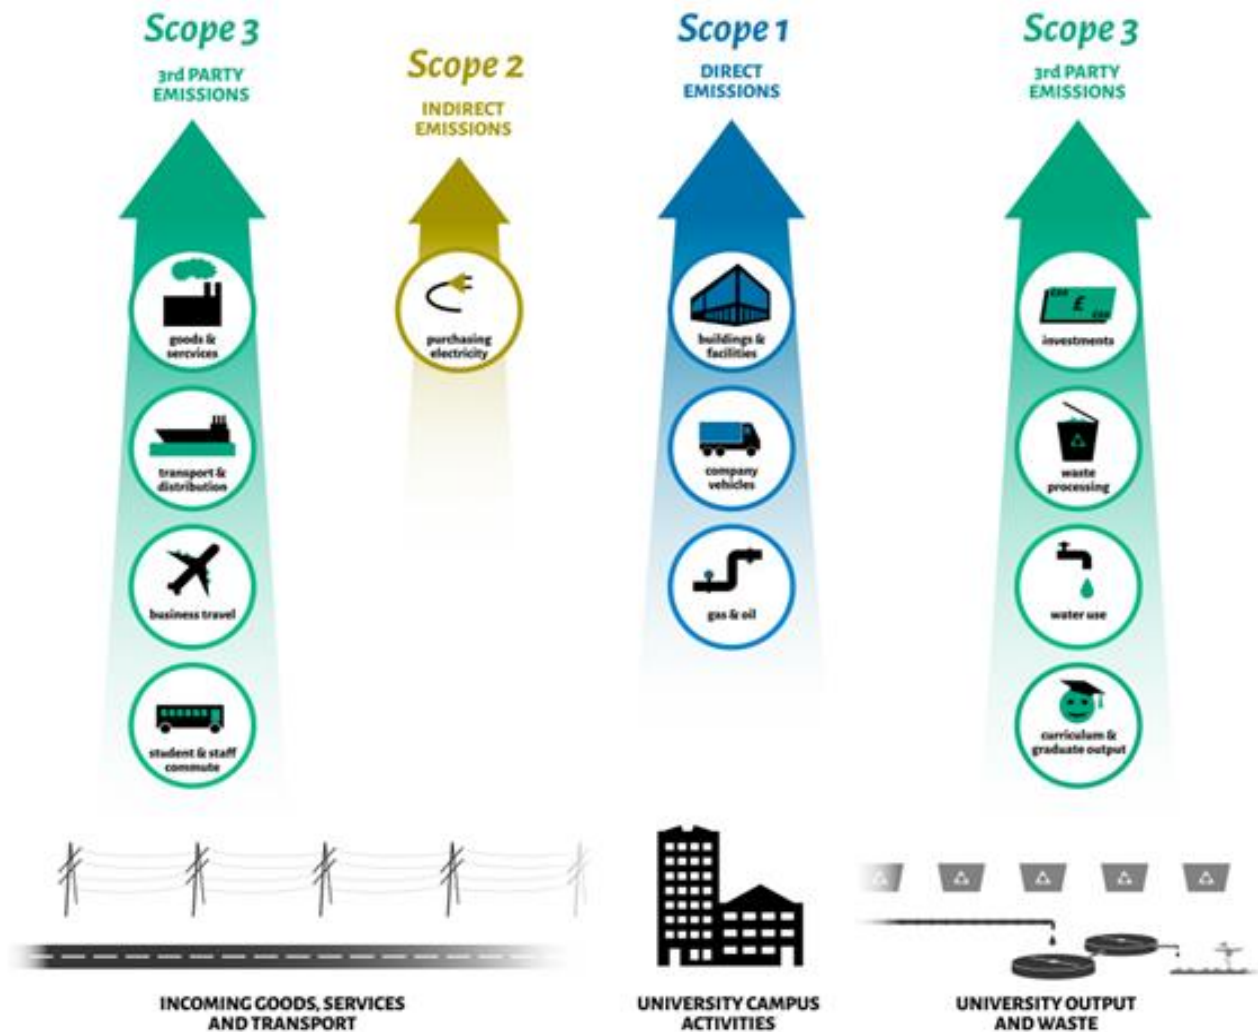 Scope 3
3rd PARTY
EMISSIONS
goods &
sercvices
transport &
distribution
business travel
student & staff
commute
Scope 2
INDIRECT
EMISSIONS
purchasing
electricity
Scope 1
DIRECT
EMISSIONS
buildings &
facilities
company
vehicles
gas & oil
Scope 3
3rd PARTY
EMISSIONS
£
investments
waste
processing
water use
curriculum &
graduate output
INCOMING GOODS, SERVICES
AND TRANSPORT
UNIVERSITY CAMPUS
ACTIVITIES
UNIVERSITY OUTPUT
AND WASTE